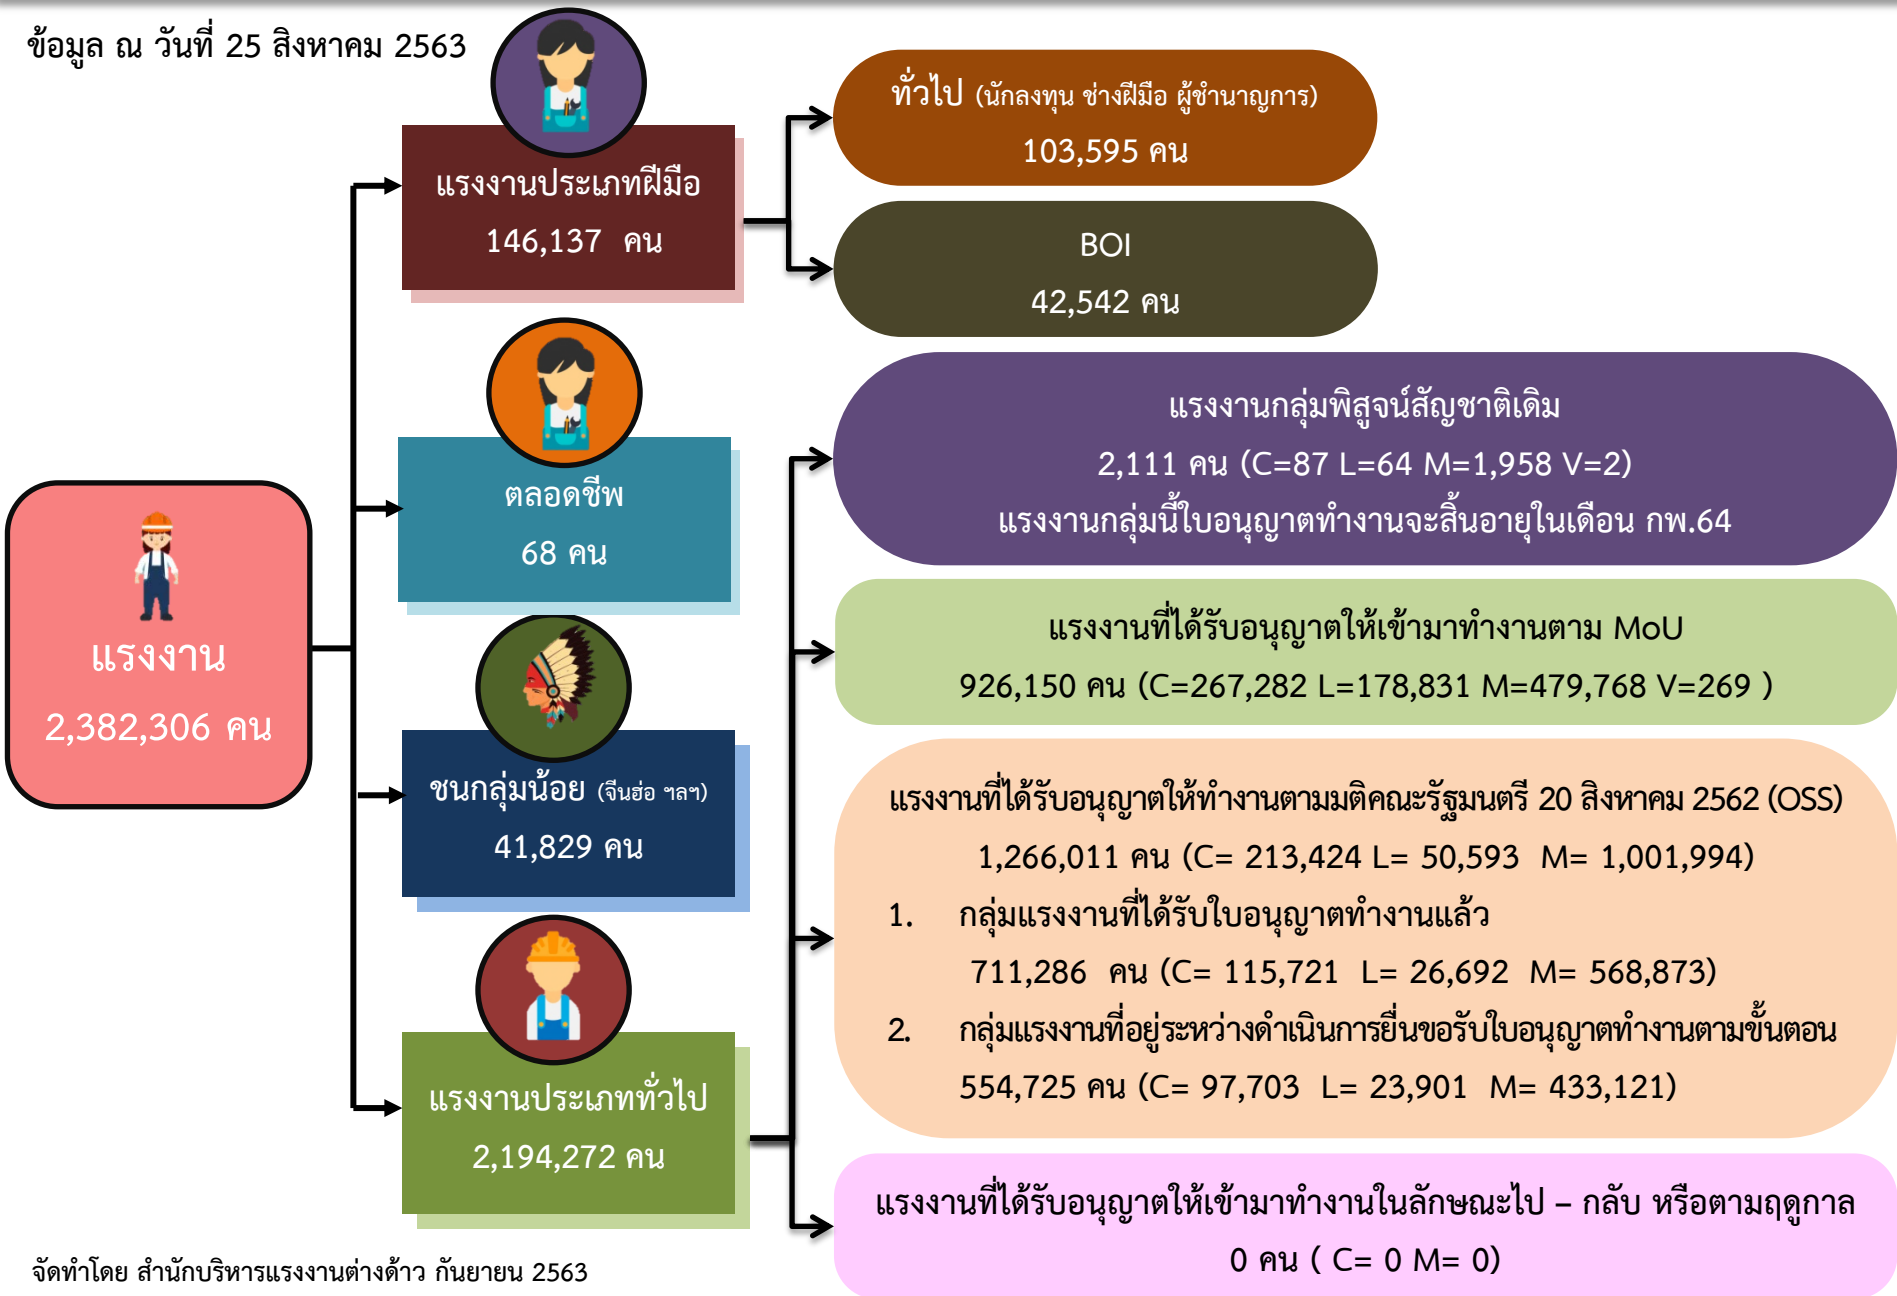 ข้อมูล ณ วันที่ 25 สิงหาคม 2563
แรงงาน
2,382,306 คน
แรงงานประเภทฝีมือ
146,137 คน
ทั่วไป (นักลงทุน ช่างฝีมือ ผู้ชำนาญการ)
103,595 คน
BOI
42,542 คน
ตลอดชีพ
68 คน
ชนกลุ่มน้อย (จีนฮ่อ ฯลฯ)
41,829 คน
แรงงานประเภททั่วไป
2,194,272 คน
แรงงานกลุ่มพิสูจน์สัญชาติเดิม
2,111 คน (C=87 L=64 M=1,958 V=2)
แรงงานกลุ่มนี้ใบอนุญาตทำงานจะสิ้นอายุในเดือน กพ.64
แรงงานที่ได้รับอนุญาตให้เข้ามาทำงานตาม MoU
926,150 คน (C=267,282 L=178,831 M=479,768 V=269 )
แรงงานที่ได้รับอนุญาตให้ทำงานตามมติคณะรัฐมนตรี 20 สิงหาคม 2562 (OSS)
1,266,011 คน (C= 213,424 L= 50,593 M= 1,001,994)
1. กลุ่มแรงงานที่ได้รับใบอนุญาตทำงานแล้ว
711,286 คน (C= 115,721 L= 26,692 M= 568,873)
2. กลุ่มแรงงานที่อยู่ระหว่างดำเนินการยื่นขอรับใบอนุญาตทำงานตามขั้นตอน
554,725 คน (C= 97,703 L= 23,901 M= 433,121)
แรงงานที่ได้รับอนุญาตให้เข้ามาทำงานในลักษณะไป – กลับ หรือตามฤดูกาล
0 คน ( C= 0 M= 0)
จัดทำโดย สำนักบริหารแรงงานต่างด้าว กันยายน 2563